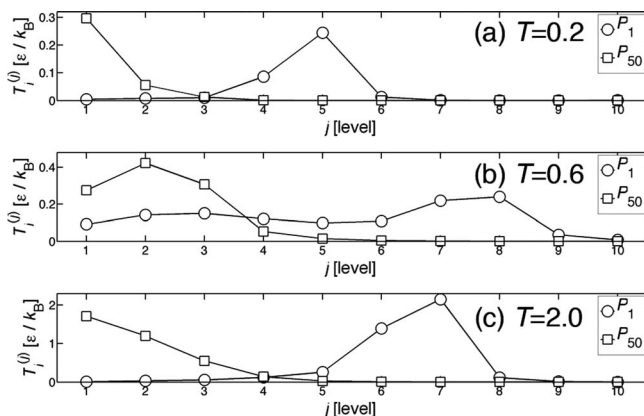 0.3
0.2
0.1
0
T_i^(j) [ε / k_B]
(a) T=0.2
P_1
P_50
1 2 3 4 5 6 7 8 9 10
j [level]
0.4
0.2
0
T_i^(j) [ε / k_B]
(b) T=0.6
P_1
P_50
1 2 3 4 5 6 7 8 9 10
j [level]
2
1
0
T_i^(j) [ε / k_B]
(c) T=2.0
P_1
P_50
1 2 3 4 5 6 7 8 9 10
j [level]